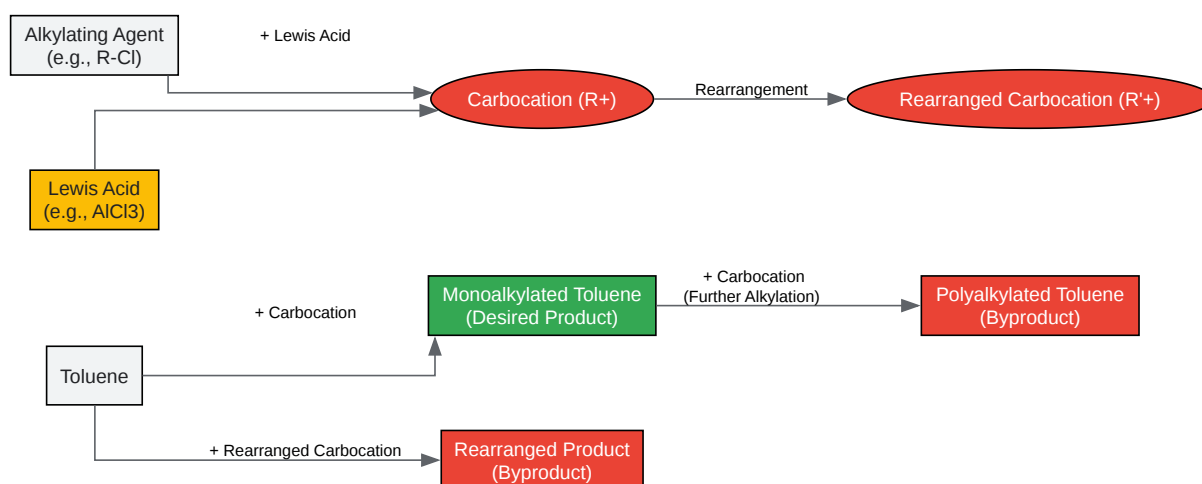 Alkylating Agent
(e.g., R-Cl)
+ Lewis Acid
Carbocation (R+)
Rearrangement
Rearranged Carbocation (R'+)
Lewis Acid
(e.g., AlCl3)
+ Carbocation
Monoalkylated Toluene
(Desired Product)
+ Carbocation
(Further Alkylation)
Polyalkylated Toluene
(Byproduct)
Toluene
+ Rearranged Carbocation
Rearranged Product
(Byproduct)